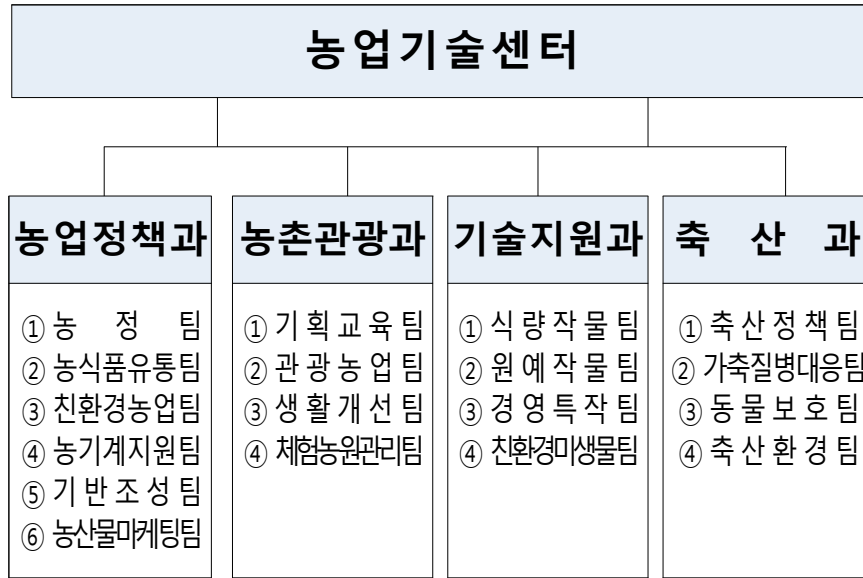 농업기술센터
농업정책과
① 농 정 팀
② 농식품유통팀
③ 친환경농업팀
④ 농기계지원팀
⑤ 기반조성팀
⑥ 농산물마케팅팀
농촌관광과
① 기획교육팀
② 관광농업팀
③ 생활개선팀
④ 체험농원관리팀
기술지원과
① 식량작물팀
② 원예작물팀
③ 경영특작팀
④ 친환경미생물팀
축 산 과
① 축산정책팀
② 가축질병대응팀
③ 동물보호팀
④ 축산환경팀